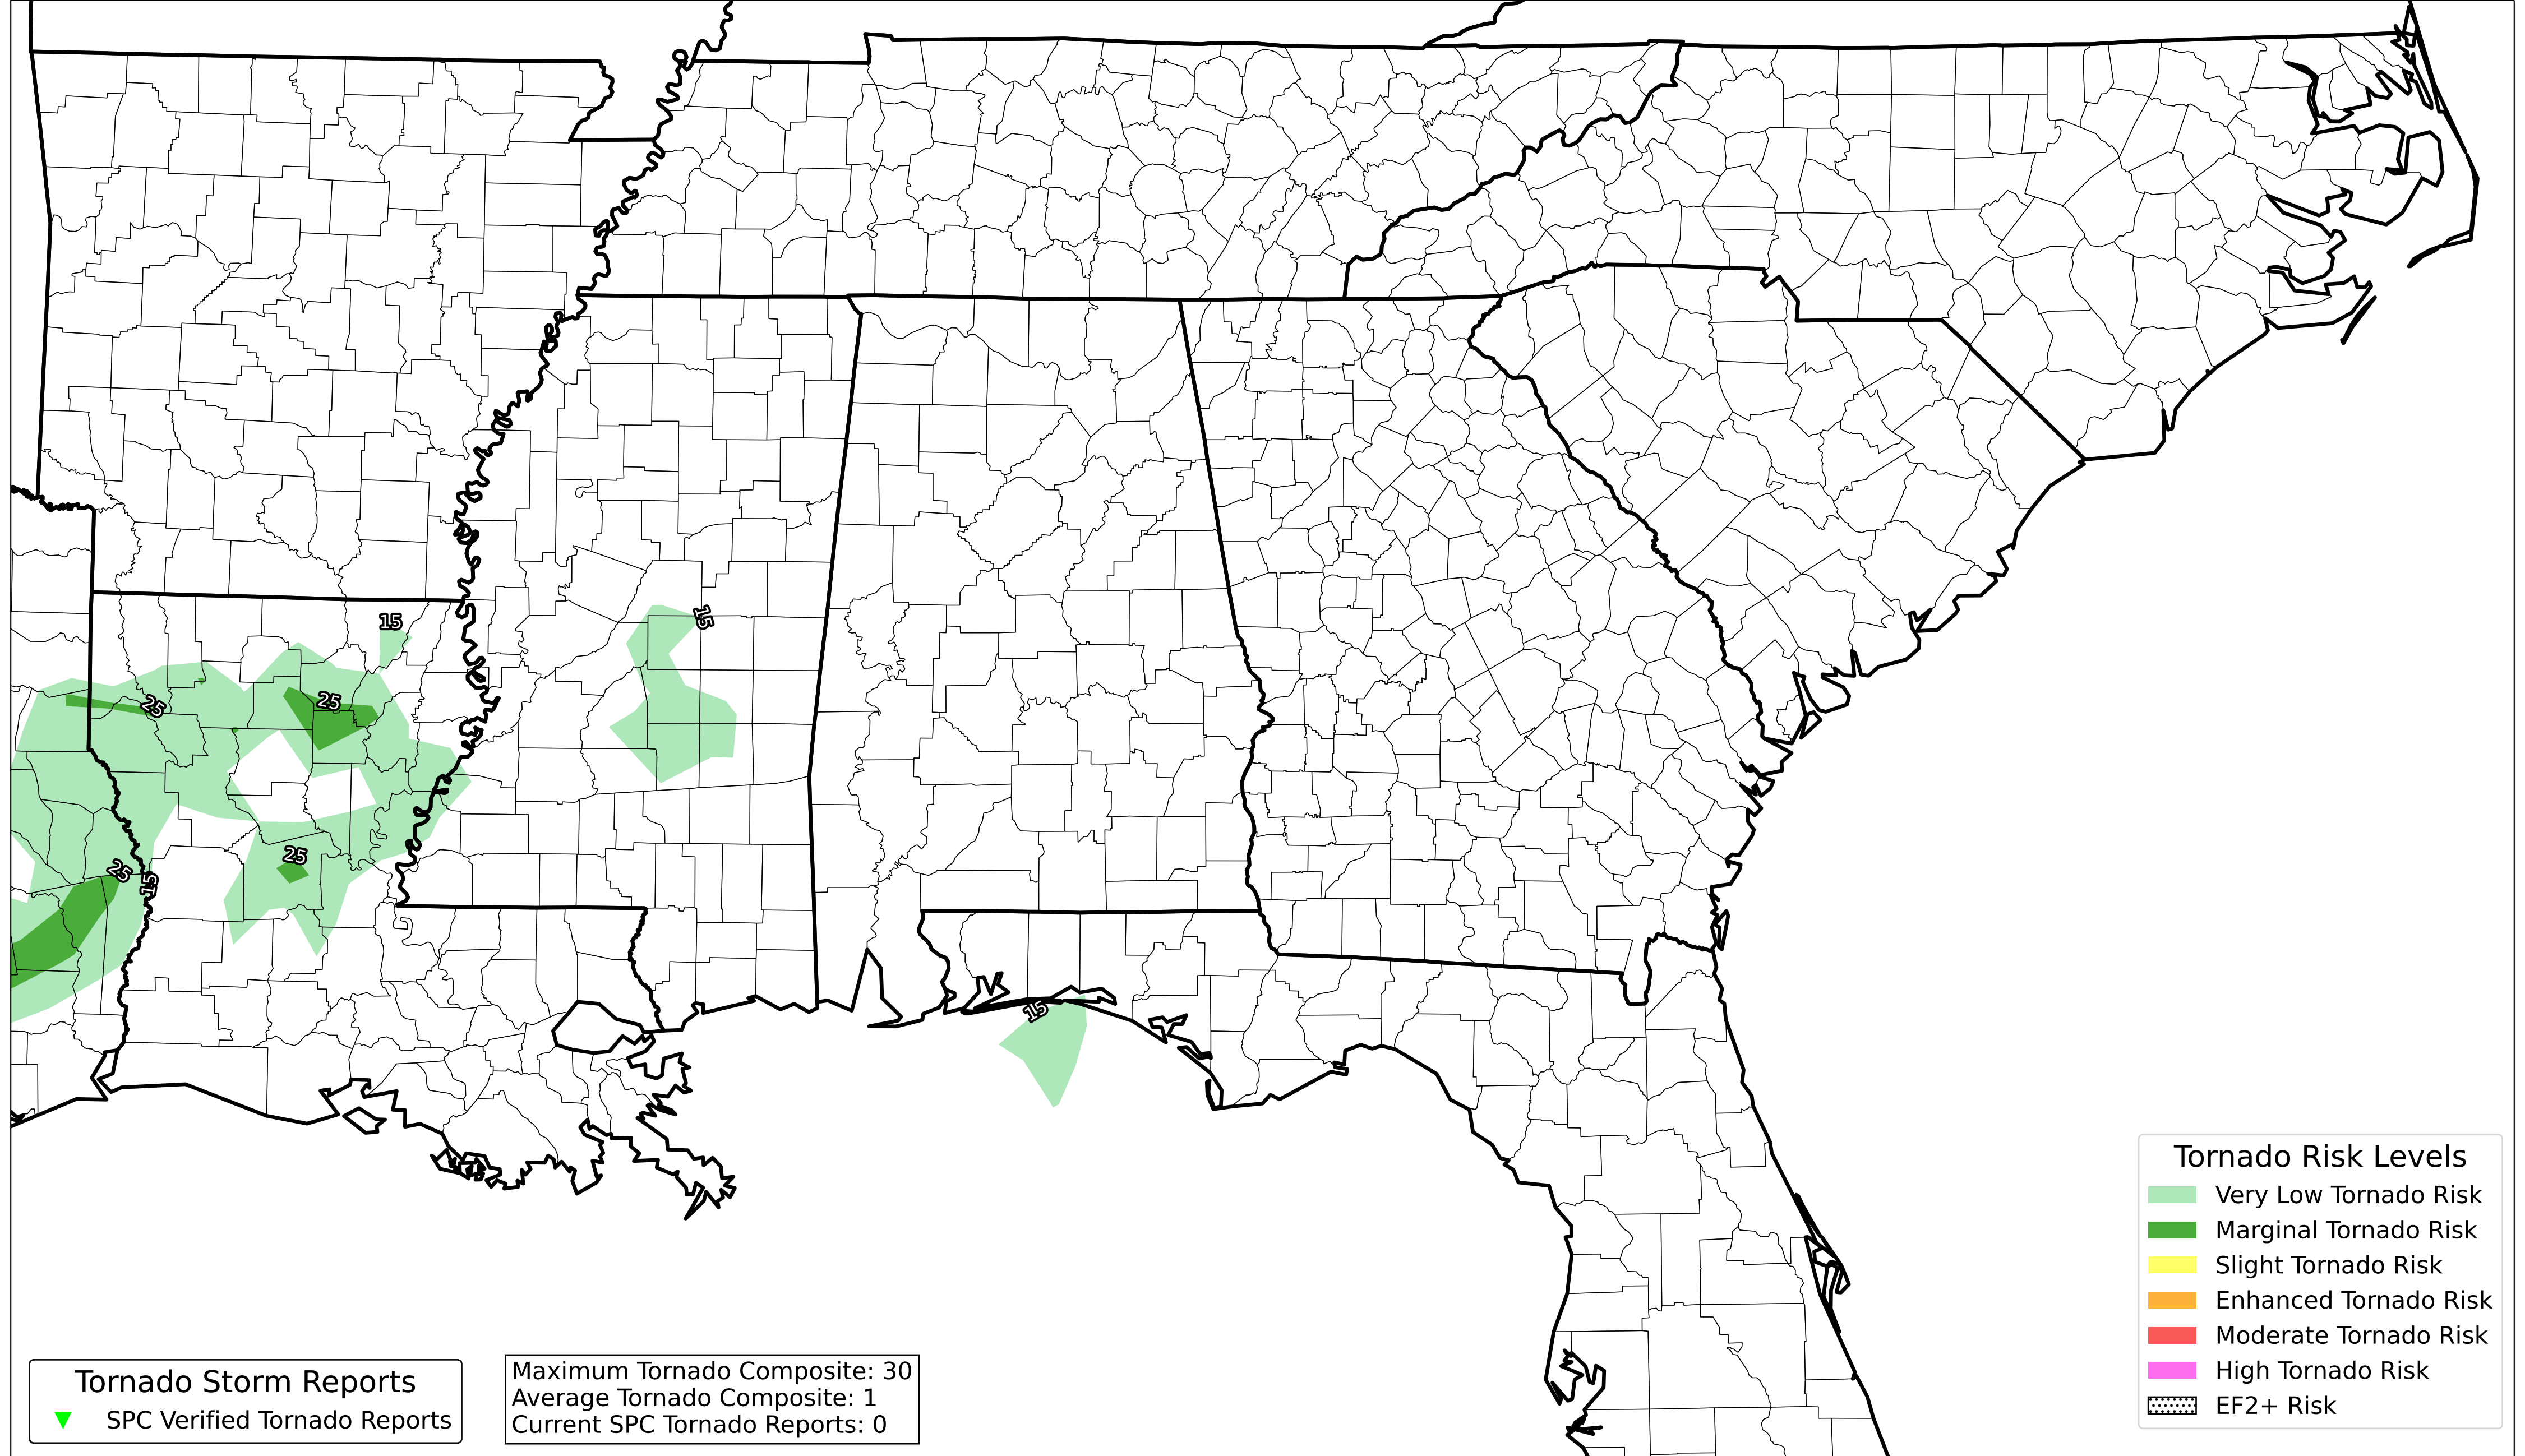 15
15
25
25
25
25
15
15
Tornado Risk Levels
Very Low Tornado Risk
Marginal Tornado Risk
Slight Tornado Risk
Enhanced Tornado Risk
Moderate Tornado Risk
High Tornado Risk
EF2+ Risk
Tornado Storm Reports
SPC Verified Tornado Reports
Maximum Tornado Composite: 30
Average Tornado Composite: 1
Current SPC Tornado Reports: 0